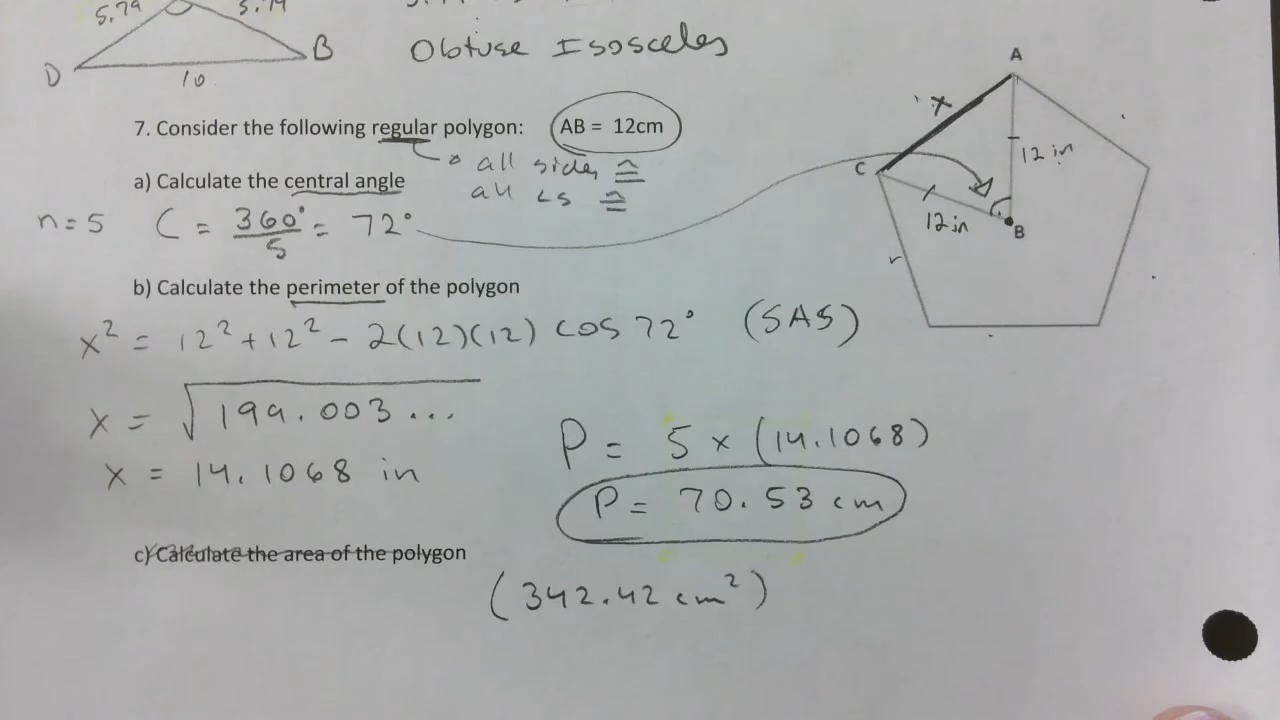 5.79 5.79
D B
10
Obtuse Isosceles
7. Consider the following regular polygon: AB = 12cm
all sides ≅
all ∠s ≅
a) Calculate the central angle
n = 5 C = 360°/5 = 72°
A
x
12 in
C
12 in
B
b) Calculate the perimeter of the polygon
x² = 12² + 12² - 2(12)(12) cos 72° (SAS)
x = √199.003...
x = 14.1068 in
P = 5 x (14.1068)
P = 70.53 cm
c) Calculate the area of the polygon
(342.42 cm²)